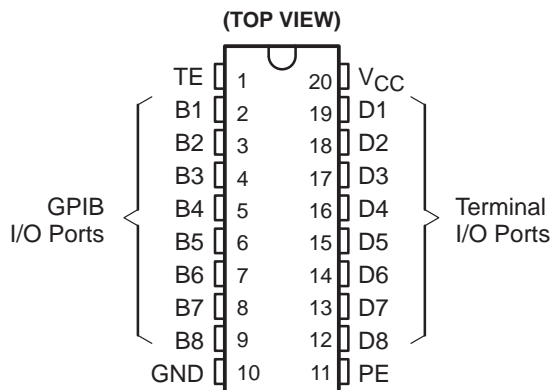 (TOP VIEW)
TE 1 20 VCC
B1 2 19 D1
B2 3 18 D2
B3 4 17 D3
B4 5 16 D4
B5 6 15 D5
B6 7 14 D6
B7 8 13 D7
B8 9 12 D8
GND 10 11 PE
GPIB
I/O Ports
Terminal
I/O Ports